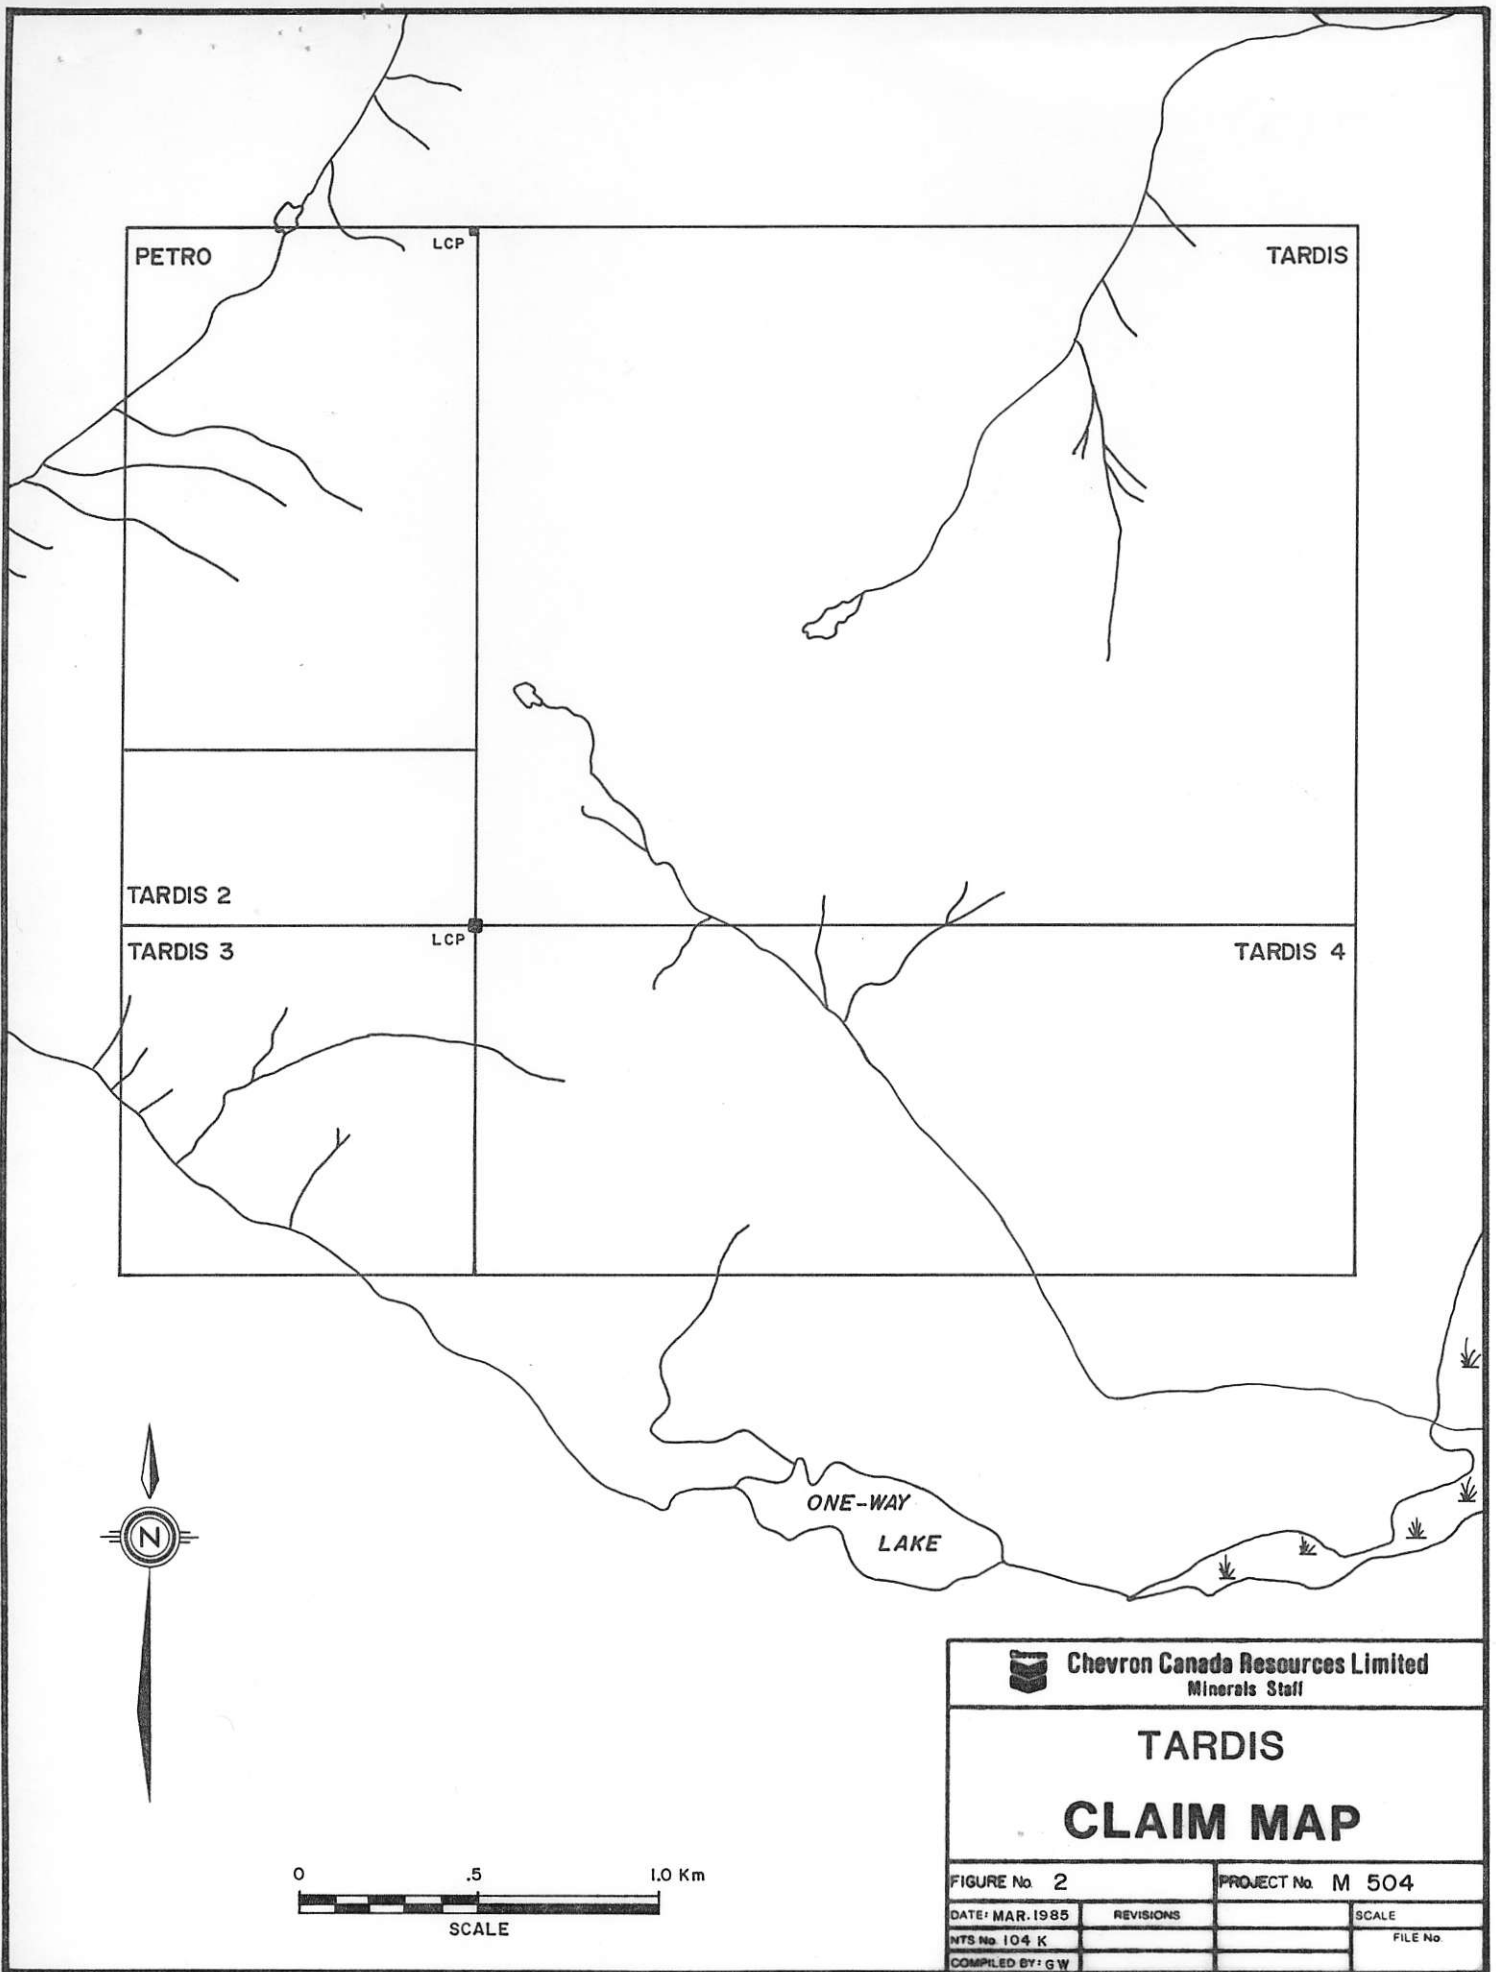 PETRO
LCP
TARDIS
TARDIS 2
LCP
TARDIS 3
TARDIS 4
ONE-WAY
LAKE
N
Chevron
Chevron Canada Resources Limited
Minerals Staff
TARDIS
CLAIM MAP
0 .5 1.0 Km
SCALE
FIGURE No. 2
PROJECT No. M 504
DATE: MAR. 1985
REVISIONS
SCALE
NTS No. 104 K
FILE No.
COMPILED BY: G W